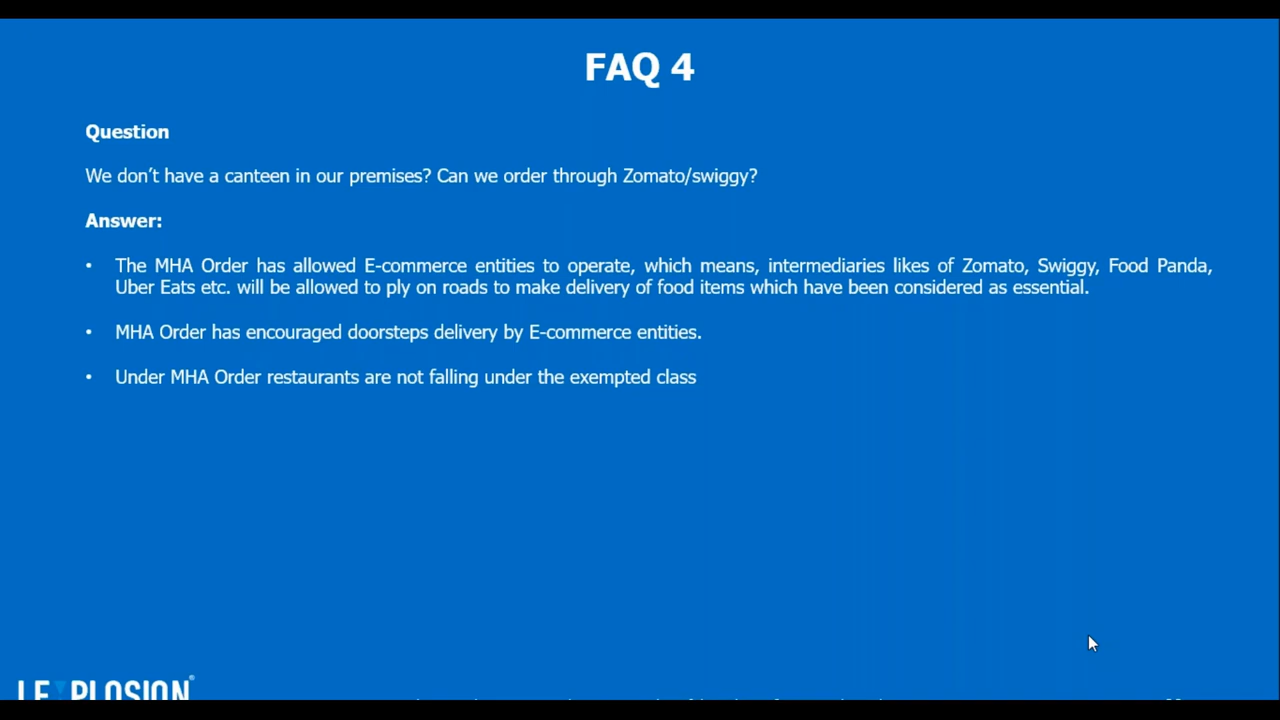 FAQ 4
Question
We don't have a canteen in our premises? Can we order through Zomato/swiggy?
Answer:
• The MHA Order has allowed E-commerce entities to operate, which means, intermediaries likes of Zomato, Swiggy, Food Panda,
Uber Eats etc. will be allowed to ply on roads to make delivery of food items which have been considered as essential.
• MHA Order has encouraged doorsteps delivery by E-commerce entities.
• Under MHA Order restaurants are not falling under the exempted class
LEXPLOSION®